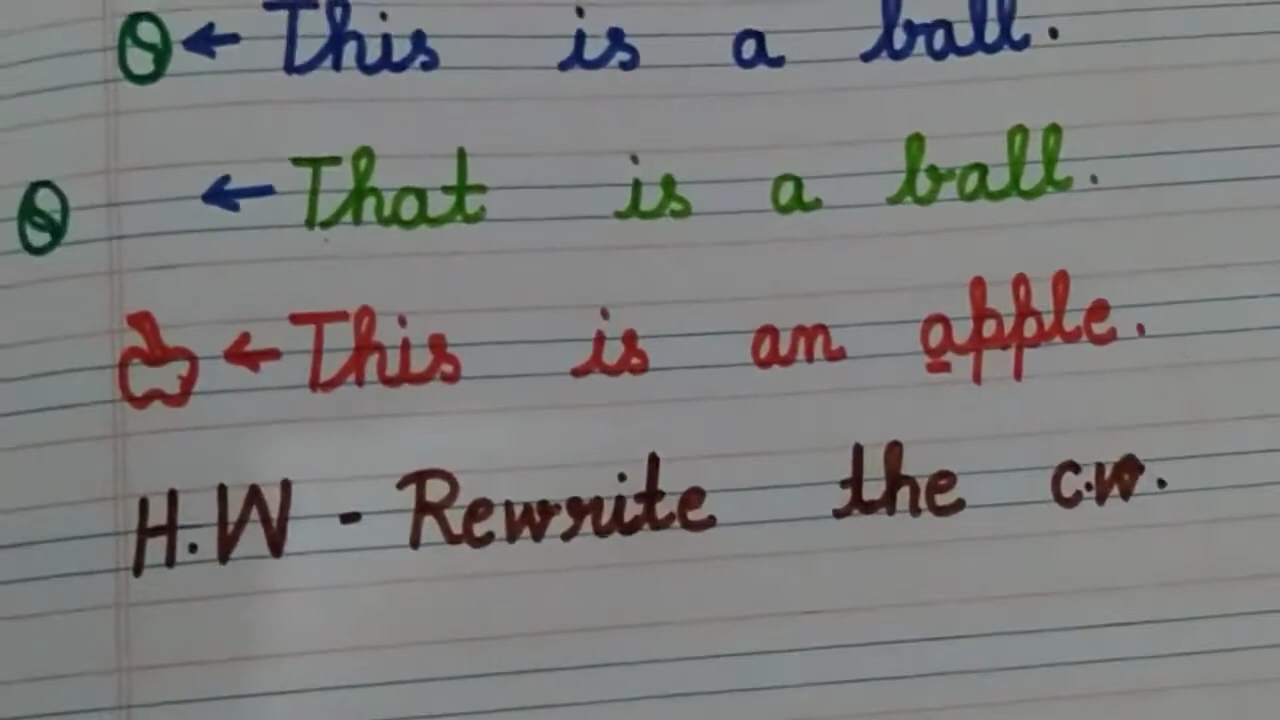 ← This is a ball.
← That is a ball.
← This is an apple.
H.W - Rewrite the c.w.